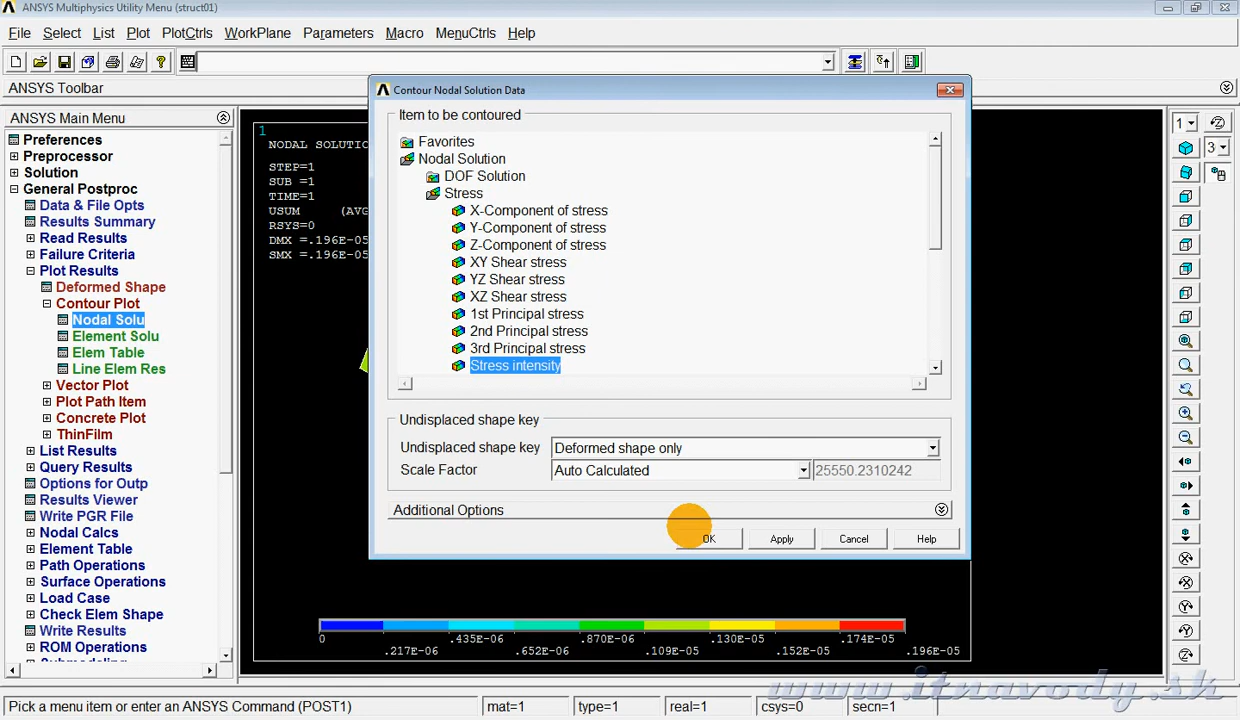 ANSYS Multiphysics Utility Menu (struct01)
File Select List Plot PlotCtrls WorkPlane Parameters Macro MenuCtrls Help
ANSYS Toolbar
ANSYS Main Menu
Preferences
Preprocessor
Solution
General Postproc
Data & File Opts
Results Summary
Read Results
Failure Criteria
Plot Results
Deformed Shape
Contour Plot
Nodal Solu
Element Solu
Elem Table
Line Elem Res
Vector Plot
Plot Path Item
Concrete Plot
ThinFilm
List Results
Query Results
Options for Outp
Results Viewer
Write PGR File
Nodal Calcs
Element Table
Path Operations
Surface Operations
Load Case
Check Elem Shape
Write Results
ROM Operations
Submodeling
1
NODAL SOLUTIO
STEP=1
SUB =1
TIME=1
USUM (AVG
RSYS=0
DMX =.196E-05
SMX =.196E-05
Contour Nodal Solution Data
Item to be contoured
Favorites
Nodal Solution
DOF Solution
Stress
X-Component of stress
Y-Component of stress
Z-Component of stress
XY Shear stress
YZ Shear stress
XZ Shear stress
1st Principal stress
2nd Principal stress
3rd Principal stress
Stress intensity
Undisplaced shape key
Undisplaced shape key Deformed shape only
Scale Factor Auto Calculated 25550.2310242
Additional Options
OK Apply Cancel Help
0 .435E-06 .870E-06 .130E-05 .174E-05
.217E-06 .652E-06 .109E-05 .152E-05 .196E-05
1
3
www.itnavody.sk
Pick a menu item or enter an ANSYS Command (POST1) mat=1 type=1 real=1 csys=0 secn=1